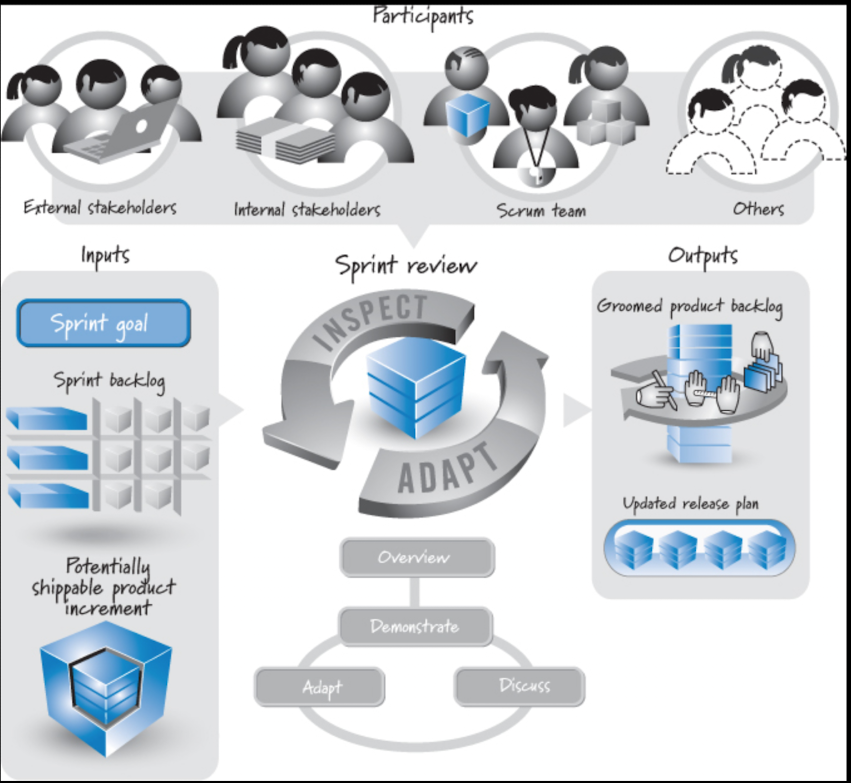 Participants
External stakeholders
Internal stakeholders
Scrum team
Others
Inputs
Sprint goal
Sprint backlog
Potentially
shippable product
increment
Sprint review
INSPECT
ADAPT
Overview
Demonstrate
Adapt
Discuss
Outputs
Groomed product backlog
Updated release plan